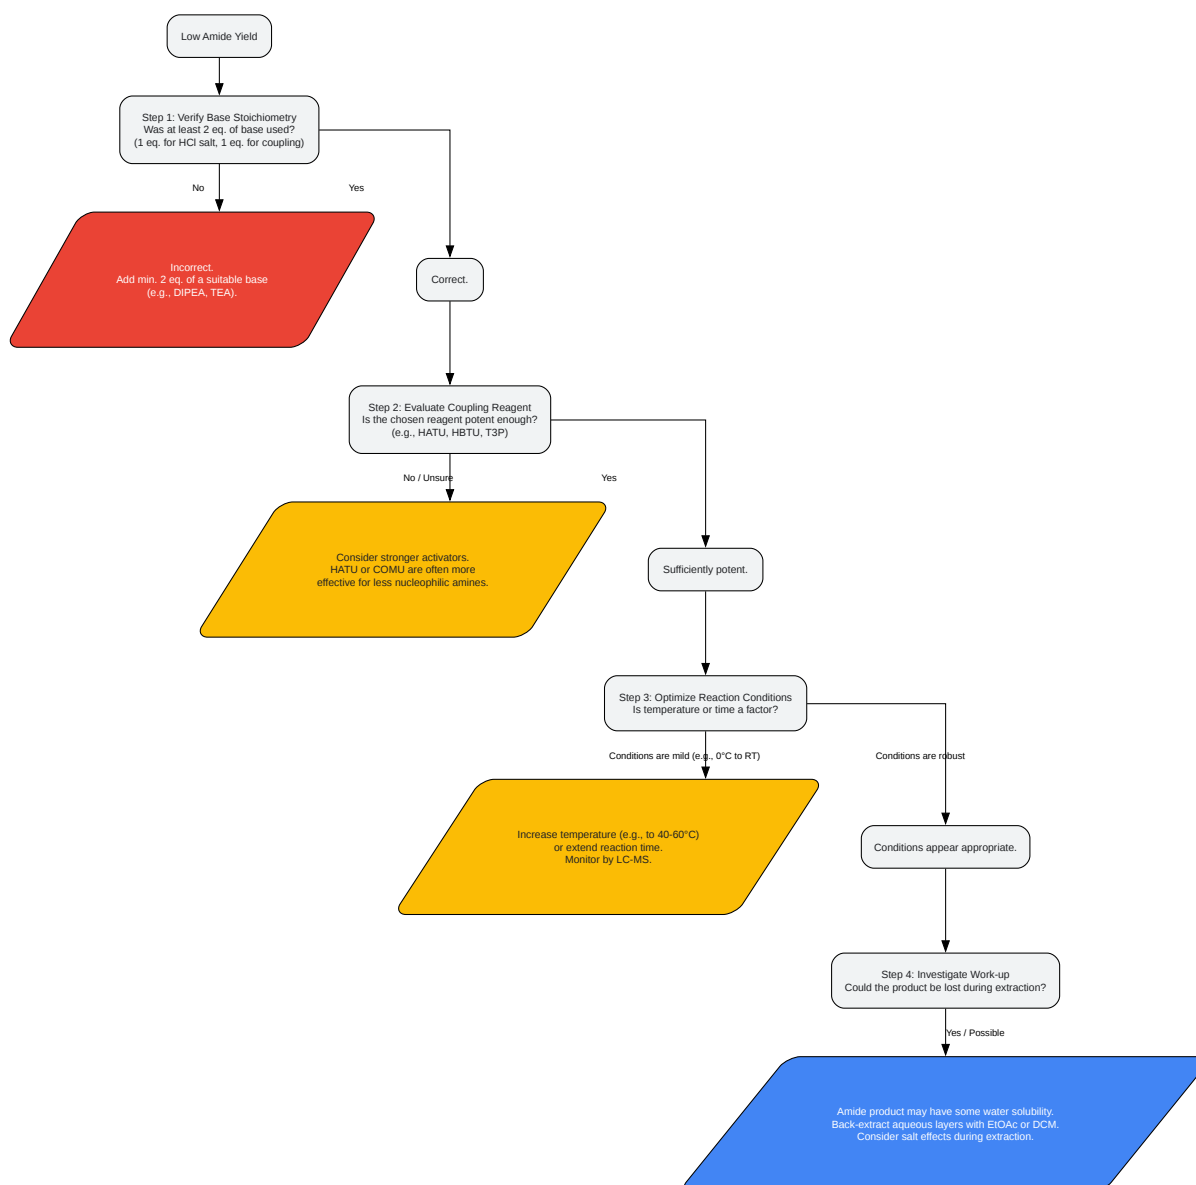 Low Amide Yield
Step 1: Verify Base Stoichiometry
Was at least 2 eq. of base used?
(1 eq. for HCl salt, 1 eq. for coupling)
No
Yes
Incorrect.
Add min. 2 eq. of a suitable base
(e.g., DIPEA, TEA).
Correct.
Step 2: Evaluate Coupling Reagent
Is the chosen reagent potent enough?
(e.g., HATU, HBTU, T3P)
No / Unsure
Yes
Consider stronger activators.
HATU or COMU are often more
effective for less nucleophilic amines.
Sufficiently potent.
Step 3: Optimize Reaction Conditions
Is temperature or time a factor?
Conditions are mild (e.g., 0°C to RT)
Conditions are robust
Increase temperature (e.g., to 40-60°C)
or extend reaction time.
Monitor by LC-MS.
Conditions appear appropriate.
Step 4: Investigate Work-up
Could the product be lost during extraction?
Yes / Possible
Amide product may have some water solubility.
Back-extract aqueous layers with EtOAc or DCM.
Consider salt effects during extraction.